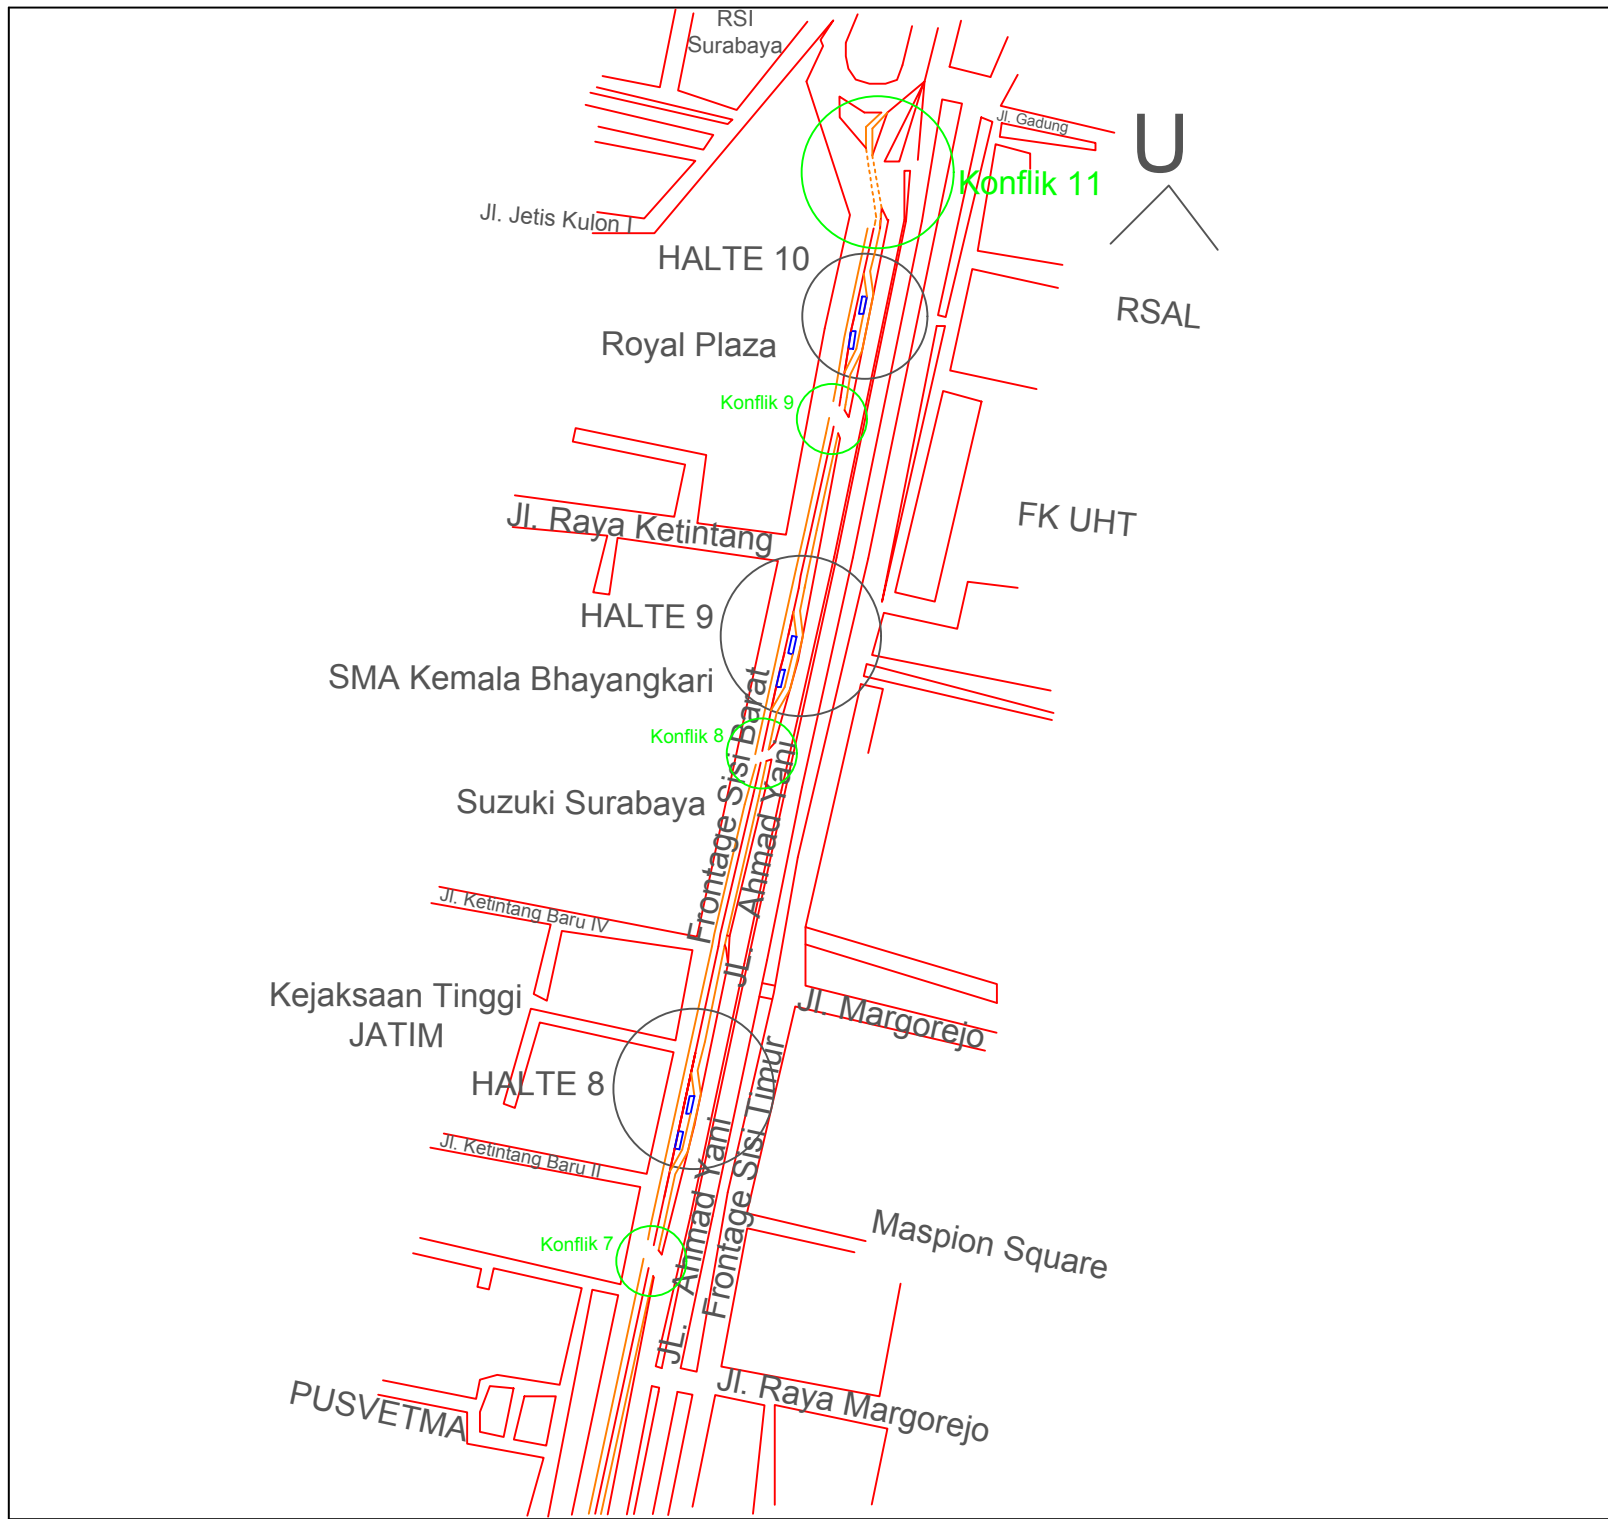 RSI
Surabaya
Jl. Gadung
U
Konflik 11
Jl. Jetis Kulon I
HALTE 10
RSAL
Royal Plaza
Konflik 9
Jl. Raya Ketintang
FK UHT
HALTE 9
SMA Kemala Bhayangkari
Konflik 8
Frontage Sisi Barat
JL. Ahmad Yani
Suzuki Surabaya
Jl. Ketintang Baru IV
Kejaksaan Tinggi
JATIM
Jl. Margorejo
HALTE 8
Jl. Ketintang Baru II
JL. Ahmad Yani
Frontage Sisi Timur
Maspion Square
Konflik 7
PUSVETMA
Jl. Raya Margorejo